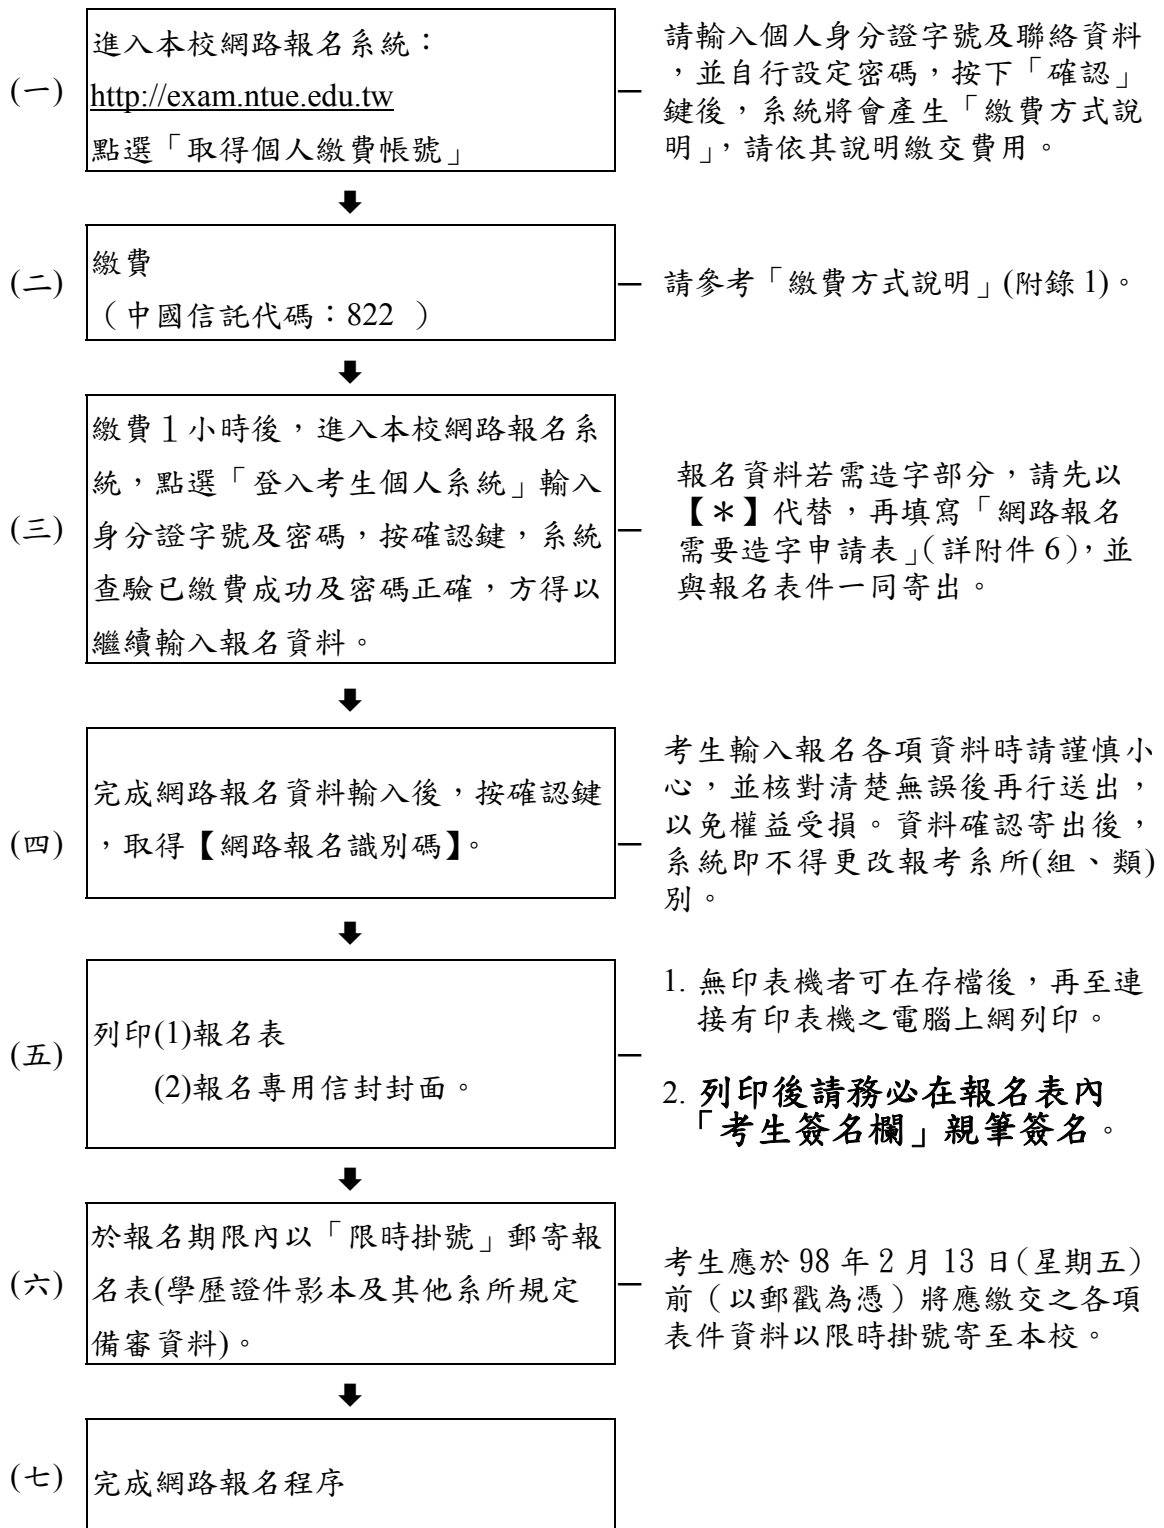 (一)
進入本校網路報名系統：
http://exam.ntue.edu.tw
點選「取得個人繳費帳號」
請輸入個人身分證字號及聯絡資料
，並自行設定密碼，按下「確認」
鍵後，系統將會產生「繳費方式說
明」，請依其說明繳交費用。
(二)
繳費
（中國信託代碼：822 ）
請參考「繳費方式說明」(附錄 1)。
(三)
繳費１小時後，進入本校網路報名系
統，點選「登入考生個人系統」輸入
身分證字號及密碼，按確認鍵，系統
查驗已繳費成功及密碼正確，方得以
繼續輸入報名資料。
報名資料若需造字部分，請先以
【＊】代替，再填寫「網路報名
需要造字申請表」（詳附件 6），並
與報名表件一同寄出。
(四)
完成網路報名資料輸入後，按確認鍵
，取得【網路報名識別碼】。
考生輸入報名各項資料時請謹慎小
心，並核對清楚無誤後再行送出，
以免權益受損。資料確認寄出後，
系統即不得更改報考系所(組、類)
別。
(五)
列印(1)報名表
(2)報名專用信封封面。
1. 無印表機者可在存檔後，再至連
接有印表機之電腦上網列印。
2. 列印後請務必在報名表內
「考生簽名欄」親筆簽名。
(六)
於報名期限內以「限時掛號」郵寄報
名表(學歷證件影本及其他系所規定
備審資料)。
考生應於 98 年 2 月 13 日（星期五）
前（以郵戳為憑）將應繳交之各項
表件資料以限時掛號寄至本校。
(七)
完成網路報名程序